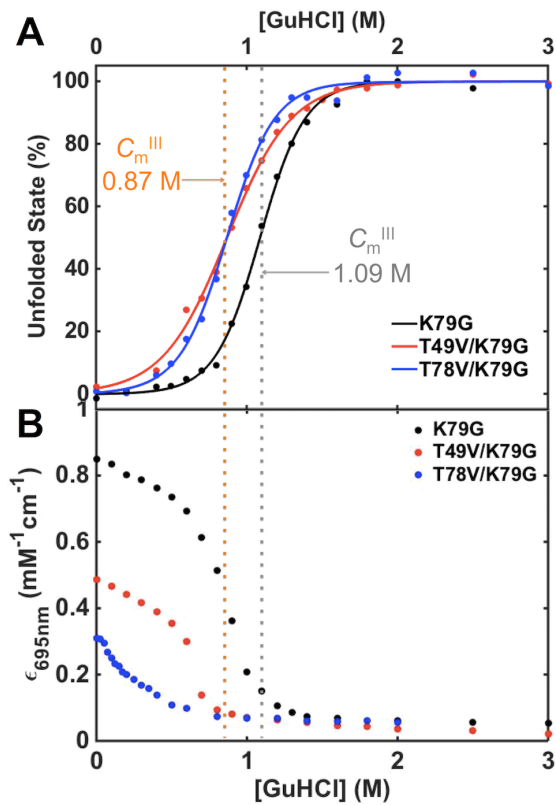 A
[GuHCl] (M)
0 1 2 3
Unfolded State (%)
100
80
60
40
20
0
C_m^III
0.87 M
C_m^III
1.09 M
K79G
T49V/K79G
T78V/K79G
B
ϵ695nm (mM⁻¹cm⁻¹)
1
0.8
0.6
0.4
0.2
0
K79G
T49V/K79G
T78V/K79G
0 1 2 3
[GuHCl] (M)